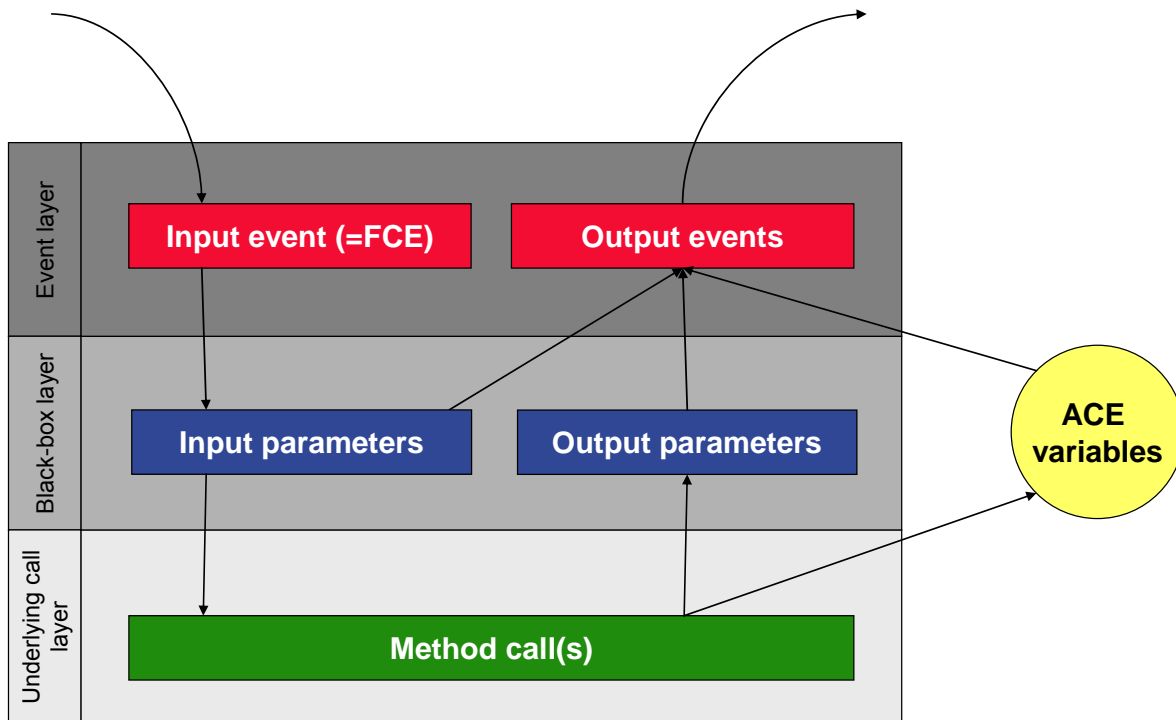 Event layer
Input event (=FCE)
Output events
Black-box layer
Input parameters
Output parameters
ACE
variables
Underlying call
layer
Method call(s)